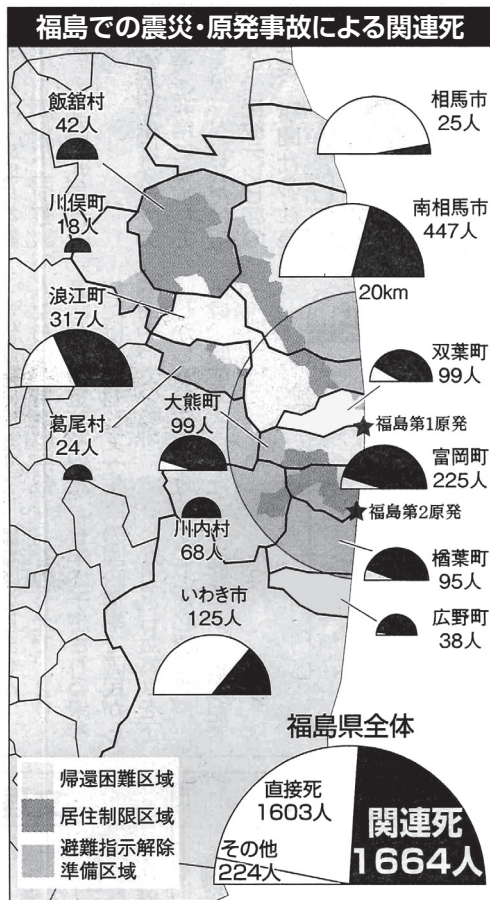 福島での震災・原発事故による関連死
飯舘村
42人
相馬市
25人
川俣町
18人
南相馬市
447人
20km
浪江町
317人
双葉町
99人
大熊町
99人
福島第1原発
葛尾村
24人
富岡町
225人
福島第2原発
川内村
68人
楢葉町
95人
いわき市
125人
広野町
38人
福島県全体
直接死
1603人
関連死
1664人
その他
224人
帰還困難区域
居住制限区域
避難指示解除
準備区域